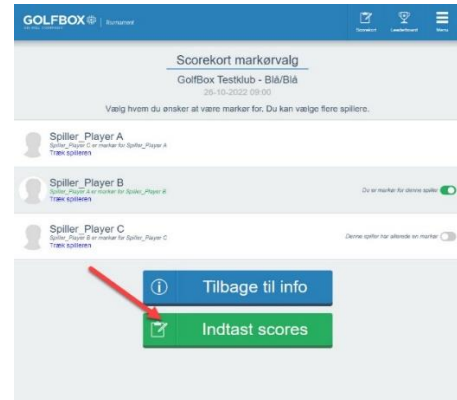 GOLFBOX | Tournament
Scorekort
Leaderboard
Menu
Scorekort markørvalg
GolfBox Testklub - Blå/Blå
26-10-2022 09:00
Vælg hvem du ønsker at være markør for. Du kan vælge flere spillere.
Spiller_Player A
Spiller_Player C er markør for Spiller_Player A
Træk spilleren
Spiller_Player B
Spiller_Player A er markør for Spiller_Player B
Træk spilleren
Du er markør for denne spiller
Spiller_Player C
Spiller_Player B er markør for Spiller_Player C
Træk spilleren
Denne spiller har allerede en markør
Tilbage til info
Indtast scores